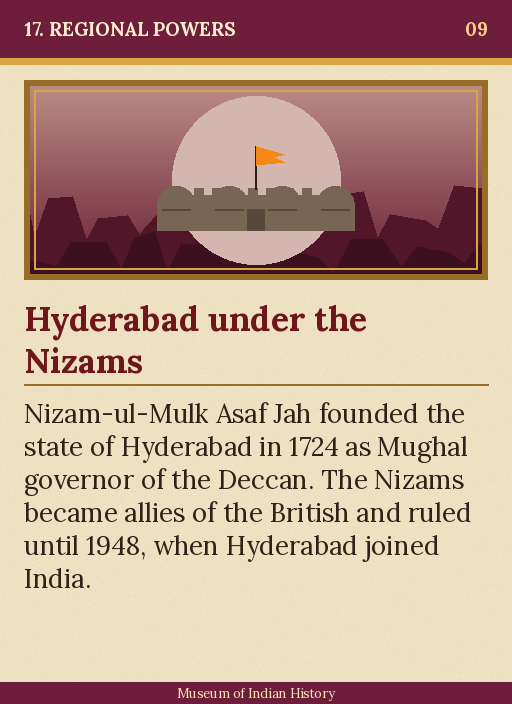 17. REGIONAL POWERS
09
Hyderabad under the
Nizams
Nizam-ul-Mulk Asaf Jah founded the
state of Hyderabad in 1724 as Mughal
governor of the Deccan. The Nizams
became allies of the British and ruled
until 1948, when Hyderabad joined
India.
Museum of Indian History